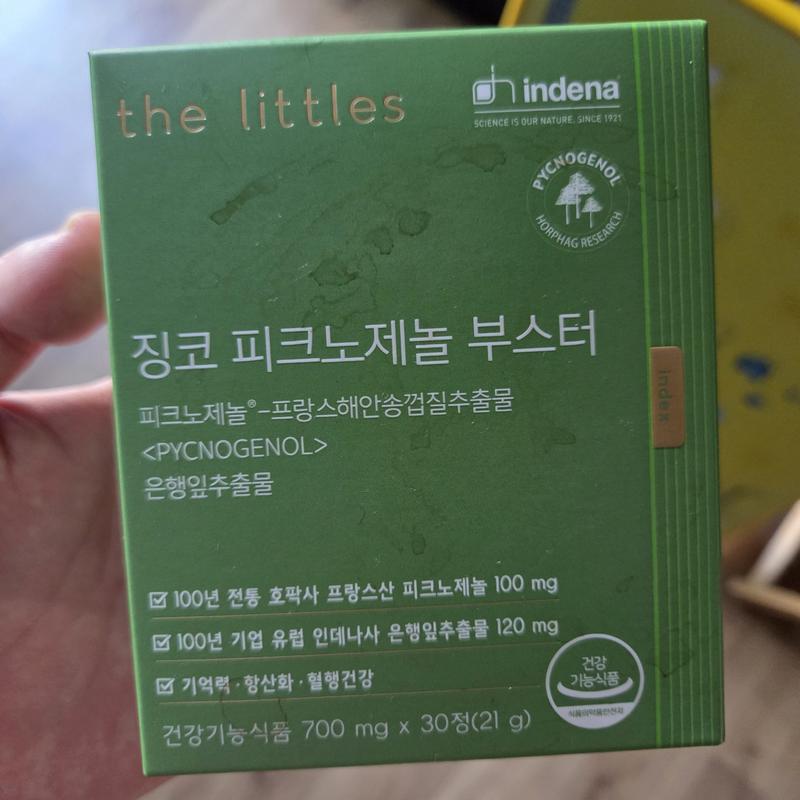 the littles
indena
SCIENCE IS OUR NATURE. SINCE 1921
PYCNOGENOL
HORPHAG RESEARCH
징코 피크노제놀 부스터
피크노제놀®-프랑스해안송껍질추출물
<PYCNOGENOL>
은행잎추출물
index
100년 전통 호팍사 프랑스산 피크노제놀 100 mg
100년 기업 유럽 인데나사 은행잎추출물 120 mg
기억력·항산화·혈행건강
건강
기능식품
식품의약품안전처
건강기능식품 700 mg x 30정(21 g)